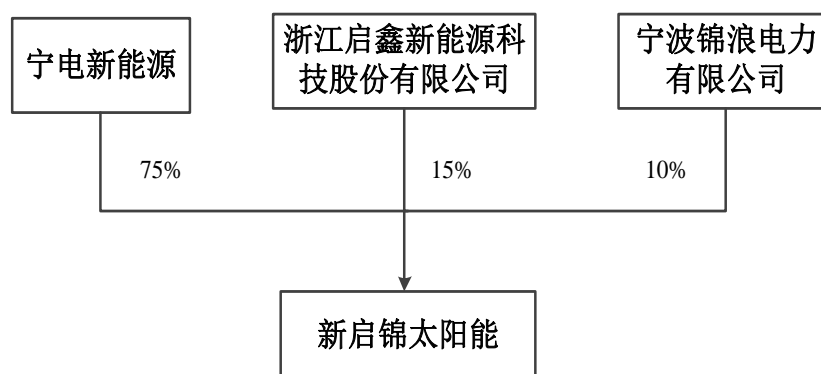 宁电新能源
浙江启鑫新能源科
技股份有限公司
宁波锦浪电力
有限公司
75%
15%
10%
新启锦太阳能